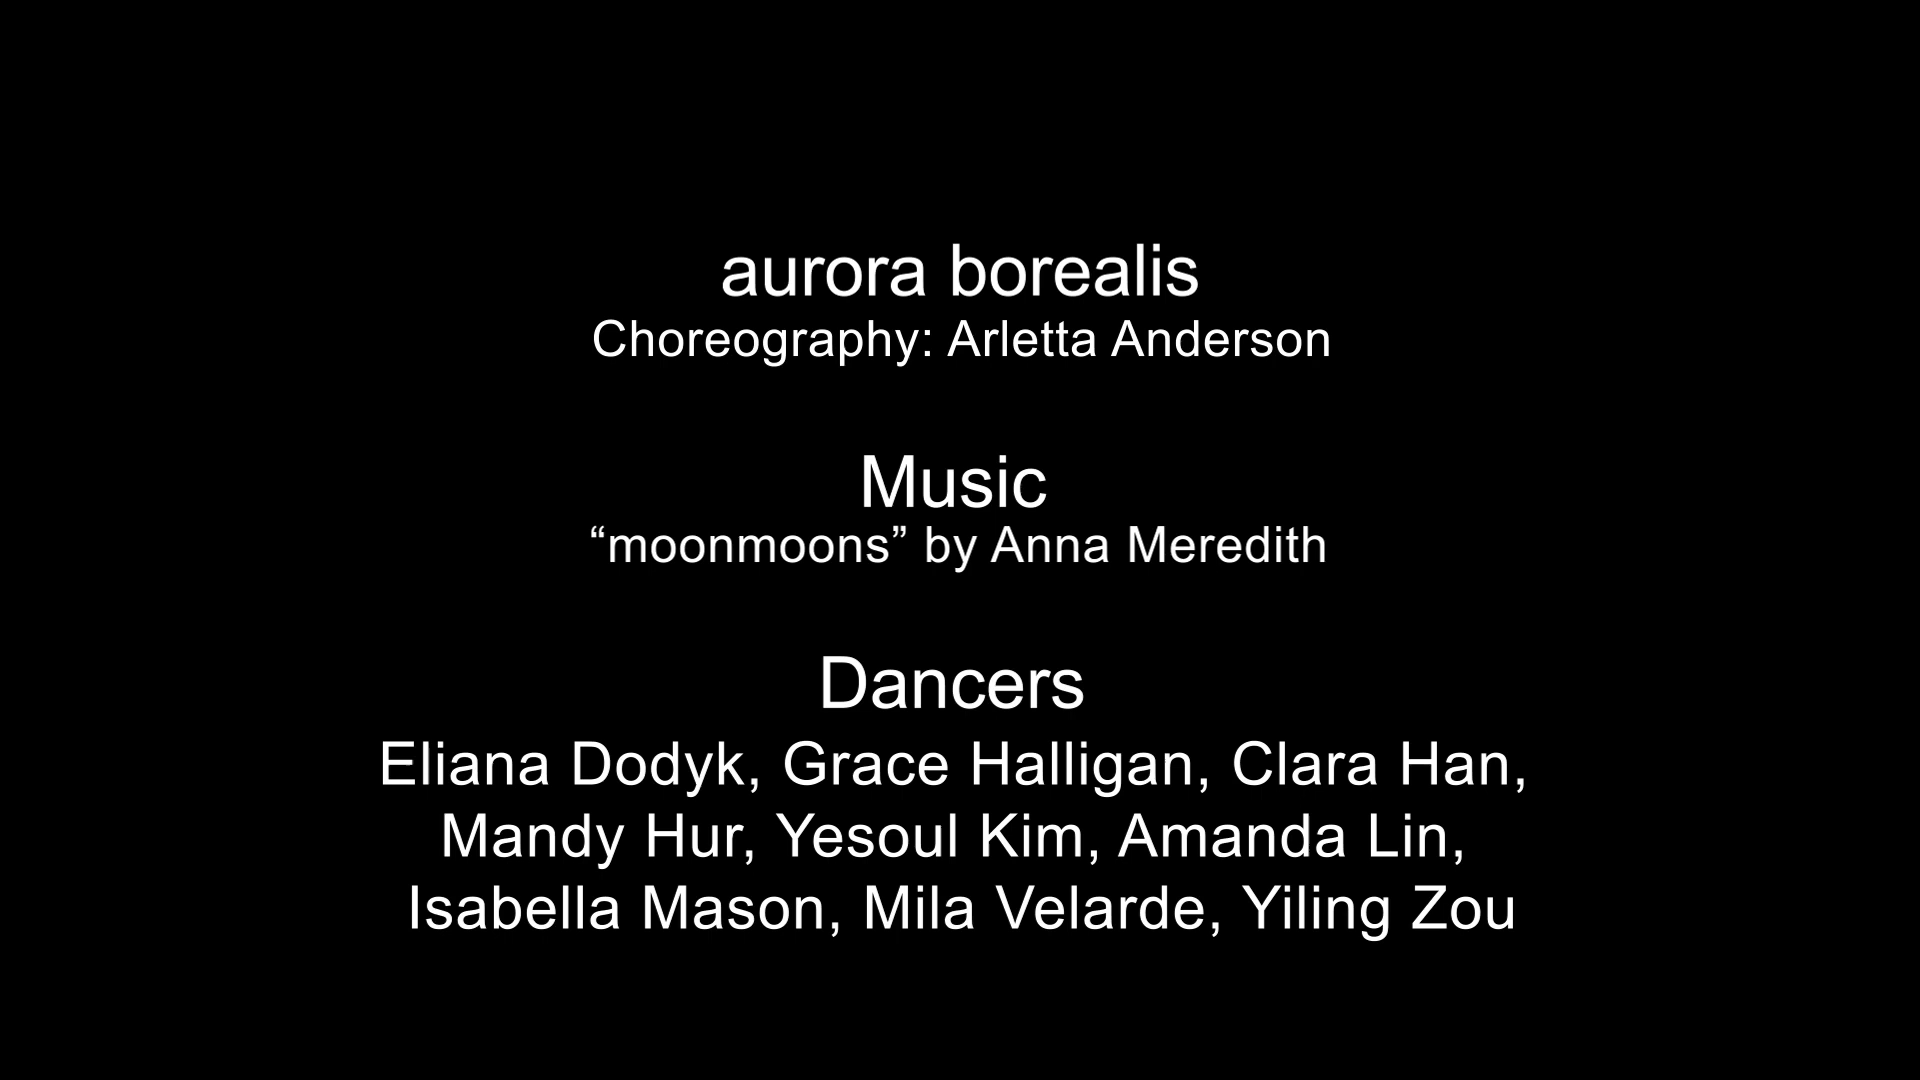 aurora borealis
Choreography: Arletta Anderson
Music
“moonmoons” by Anna Meredith
Dancers
Eliana Dodyk, Grace Halligan, Clara Han,
Mandy Hur, Yesoul Kim, Amanda Lin,
Isabella Mason, Mila Velarde, Yiling Zou